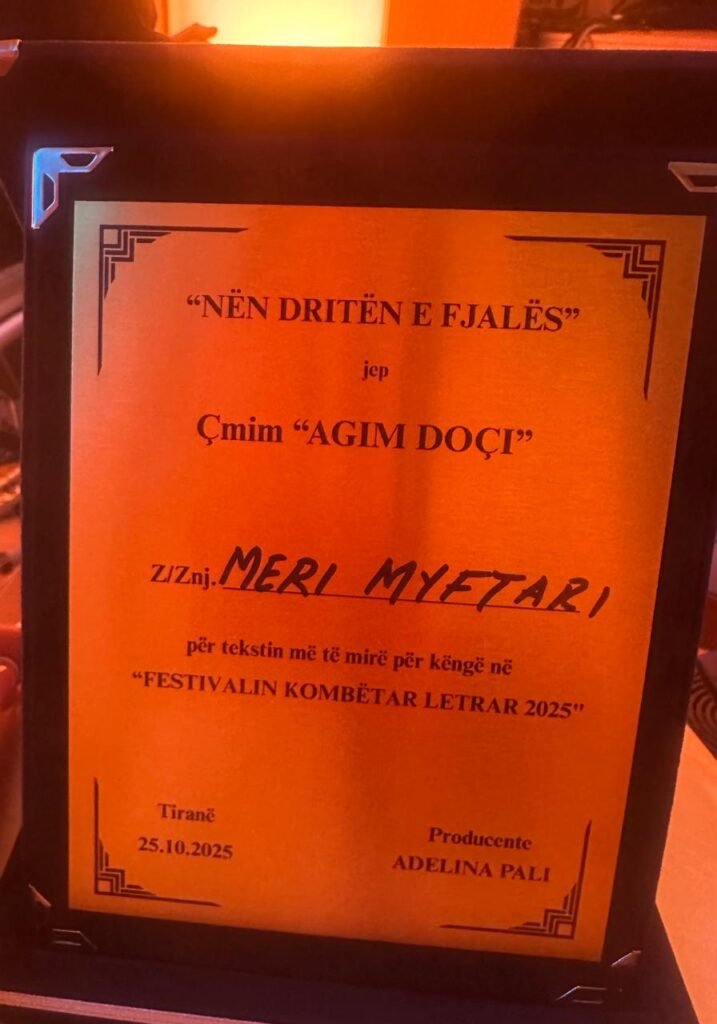 “NËN DRITËN E FJALËS”
jep
Çmim “AGIM DOÇI”
Z/Znj. MERI MYFTARI
për tekstin më të mirë për këngë në
“FESTIVALIN KOMBËTAR LETRAR 2025"
Tiranë
25.10.2025
Producente
ADELINA PALI